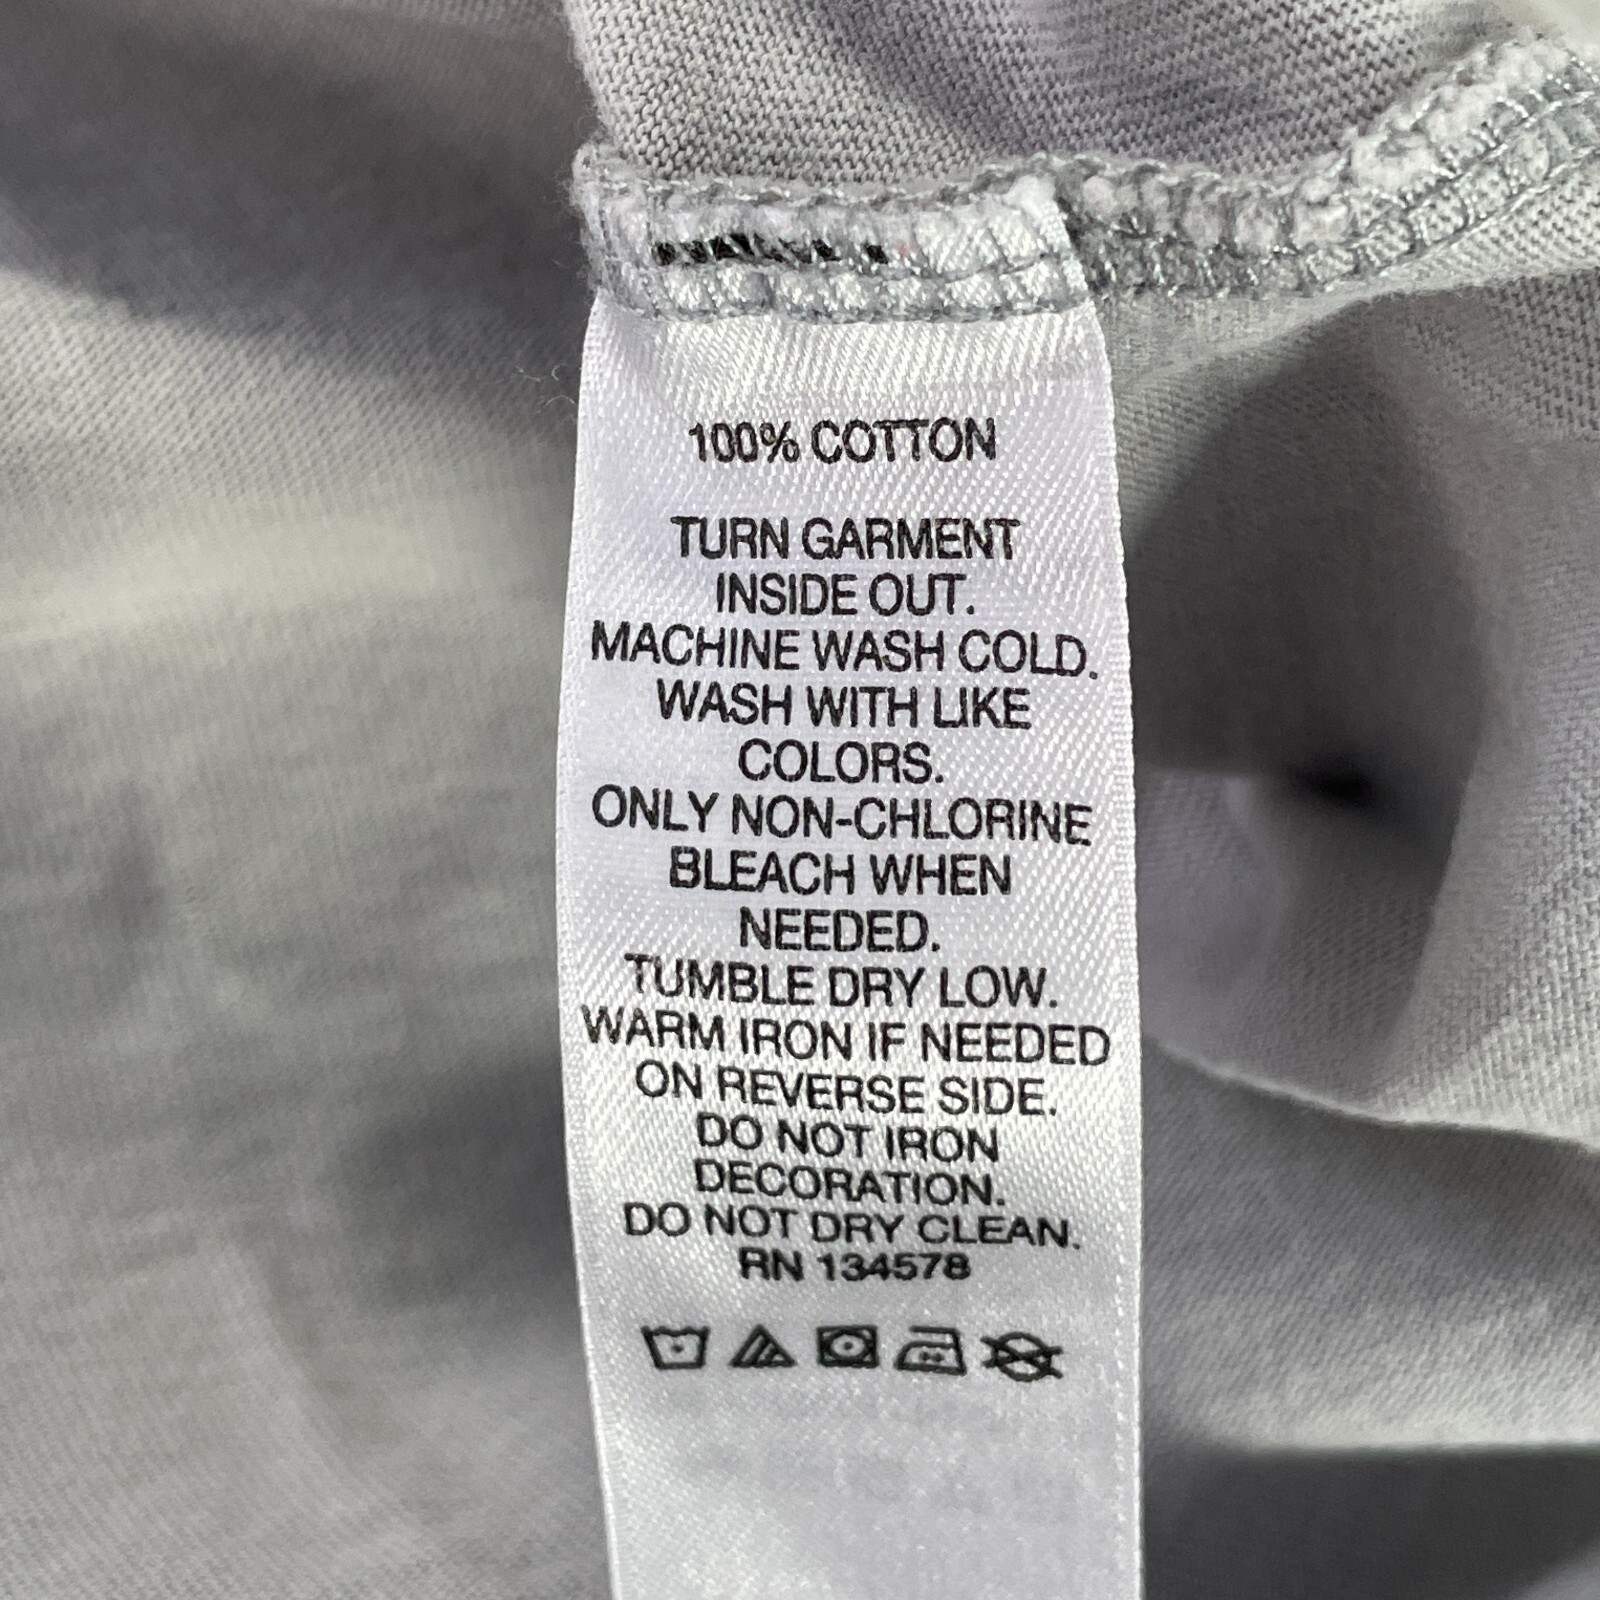 100% COTTON
TURN GARMENT
INSIDE OUT.
MACHINE WASH COLD.
WASH WITH LIKE
COLORS.
ONLY NON-CHLORINE
BLEACH WHEN
NEEDED.
TUMBLE DRY LOW.
WARM IRON IF NEEDED
ON REVERSE SIDE.
DO NOT IRON
DECORATION.
DO NOT DRY CLEAN.
RN 134578